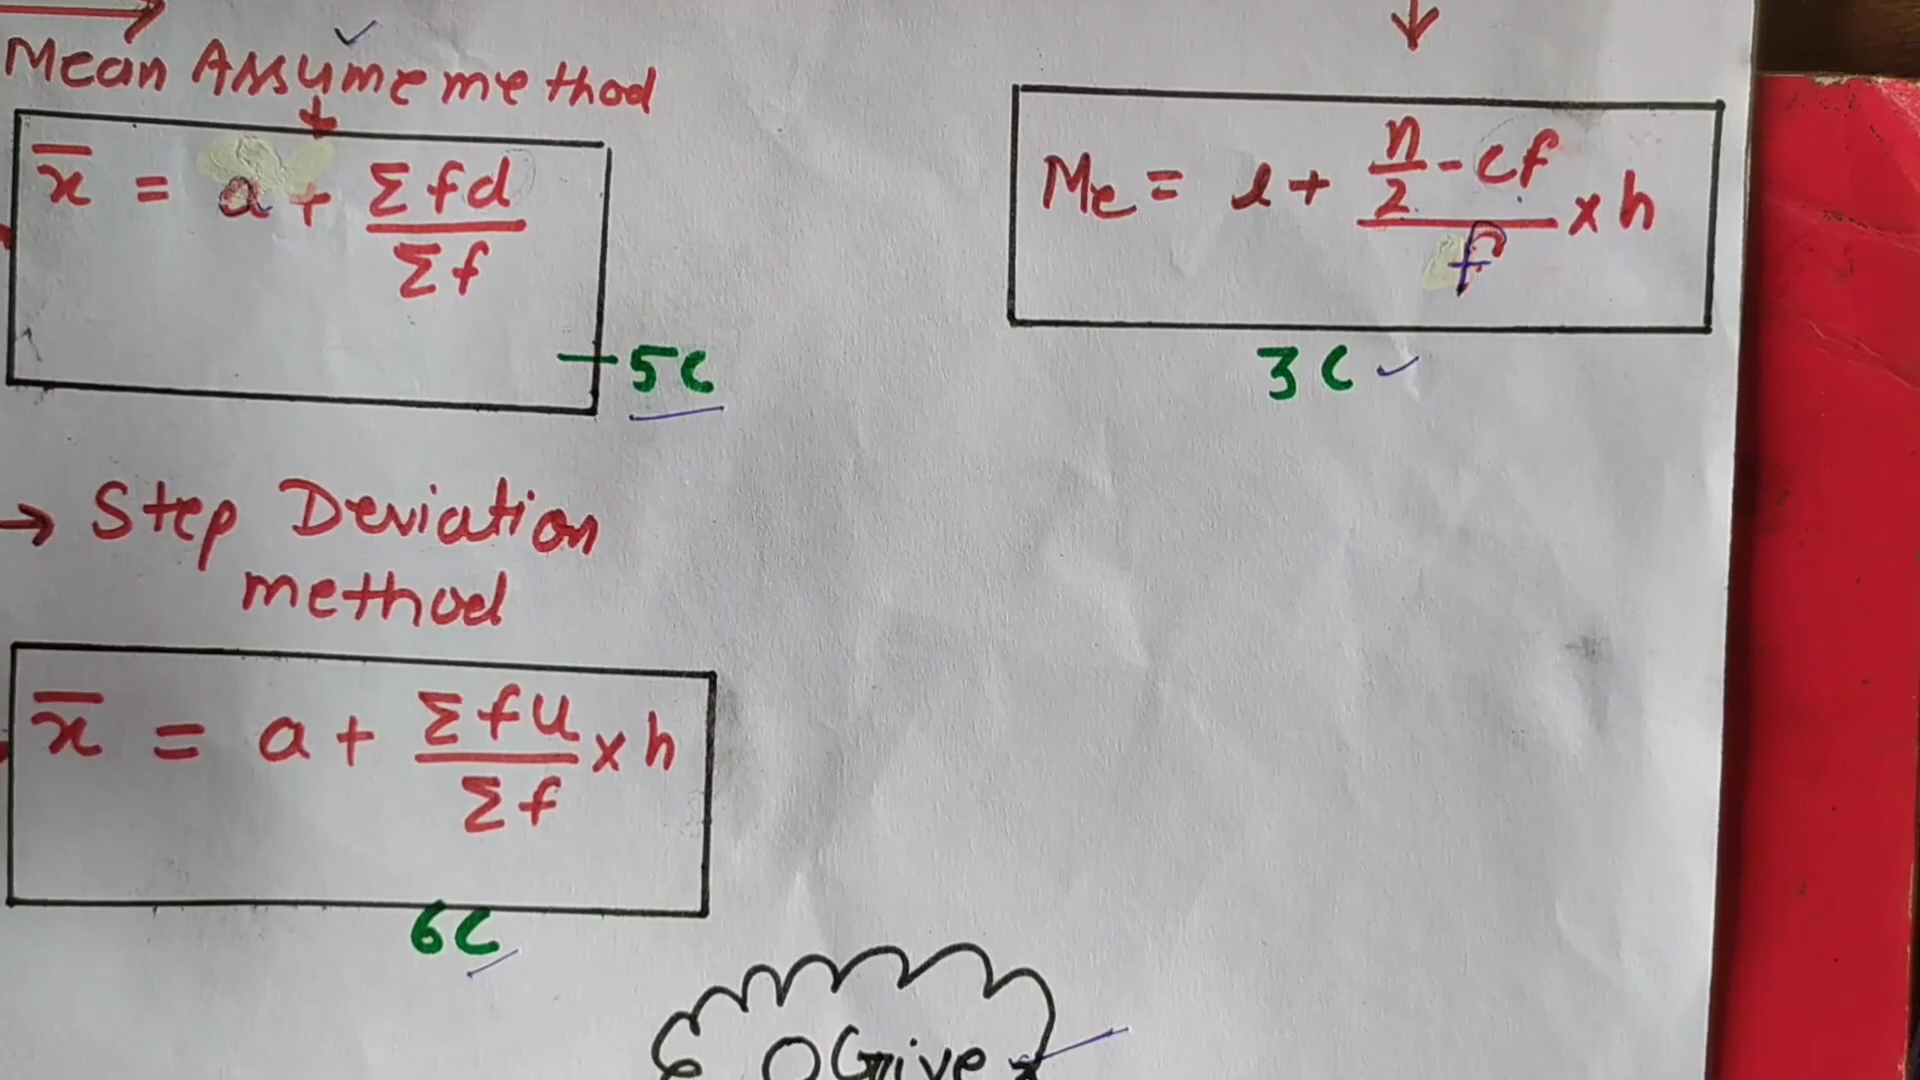 Mean Assume method
x̄ = a + Σfd / Σf
5C
→ Step Deviation
method
x̄ = a + Σfu / Σf × h
6C
Me = l + (n/2 - cf) / f × h
3C
OGive